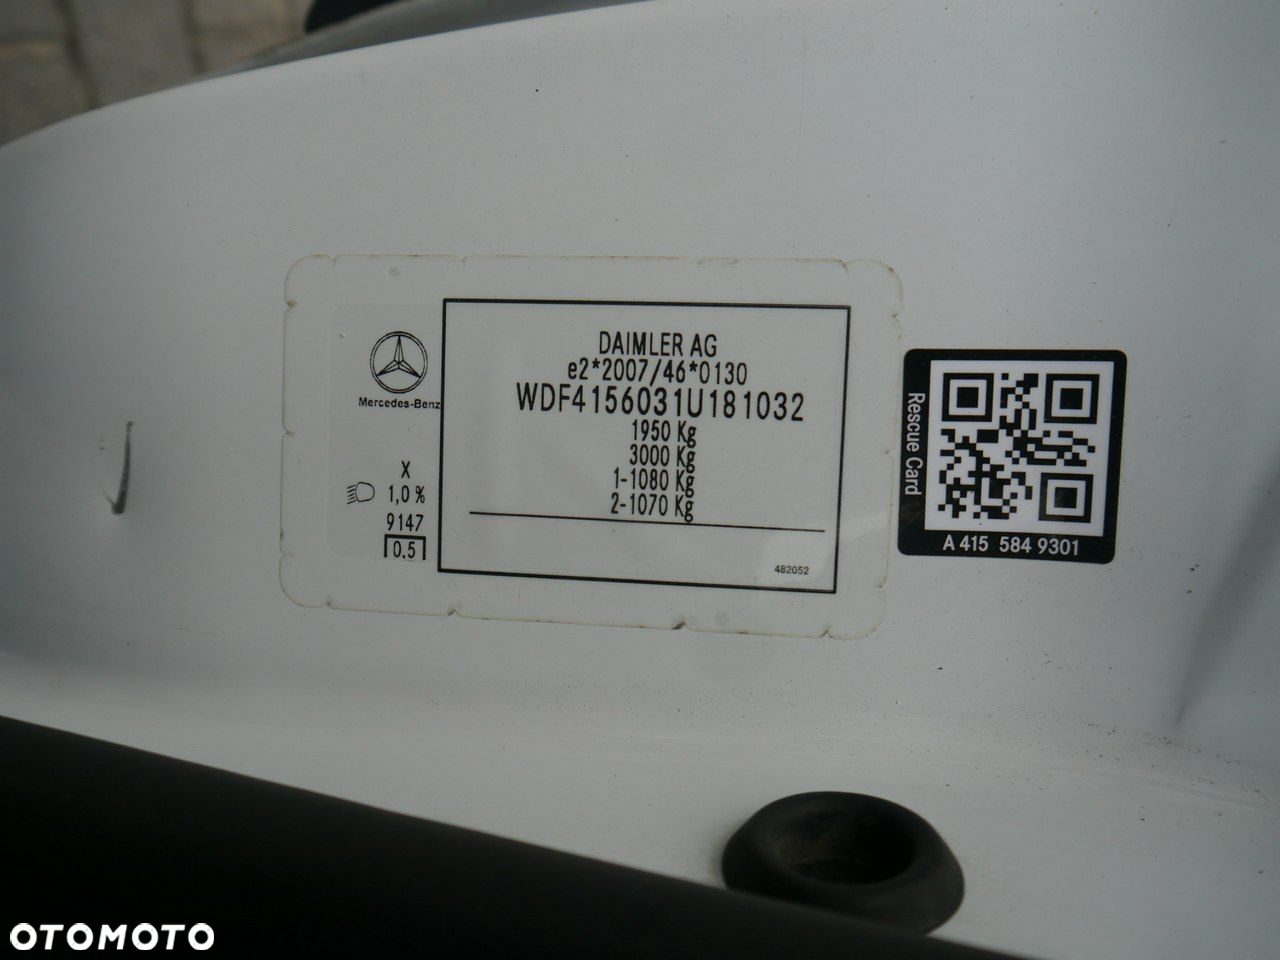 DAIMLER AG
e2*2007/46*0130
WDF4156031U181032
1950 Kg
3000 Kg
1-1080 Kg
2-1070 Kg
482052
Mercedes-Benz
X
1,0 %
9147
0,5
Rescue Card
A 415 584 9301
OTOMOTO